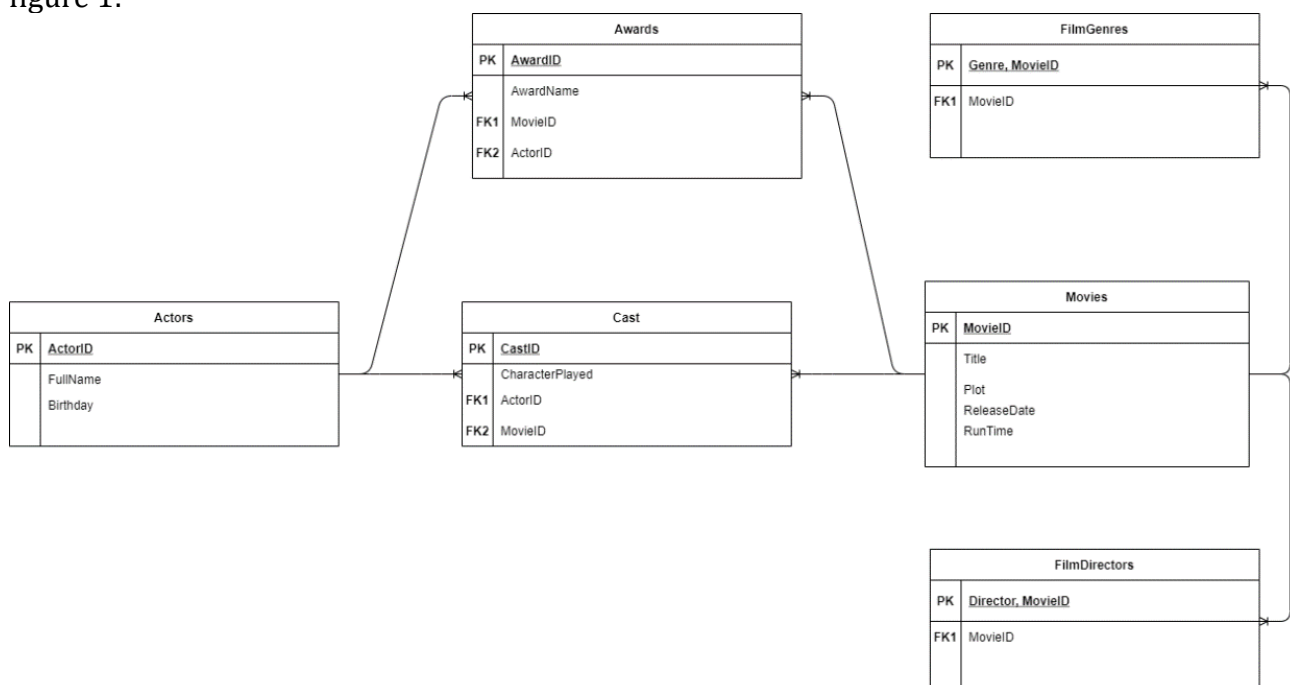 Awards
PK AwardID
AwardName
FK1 MovieID
FK2 ActorID
FilmGenres
PK Genre, MovieID
FK1 MovieID
Actors
PK ActorID
FullName
Birthday
Cast
PK CastID
CharacterPlayed
FK1 ActorID
FK2 MovieID
Movies
PK MovieID
Title
Plot
ReleaseDate
RunTime
FilmDirectors
PK Director, MovieID
FK1 MovieID